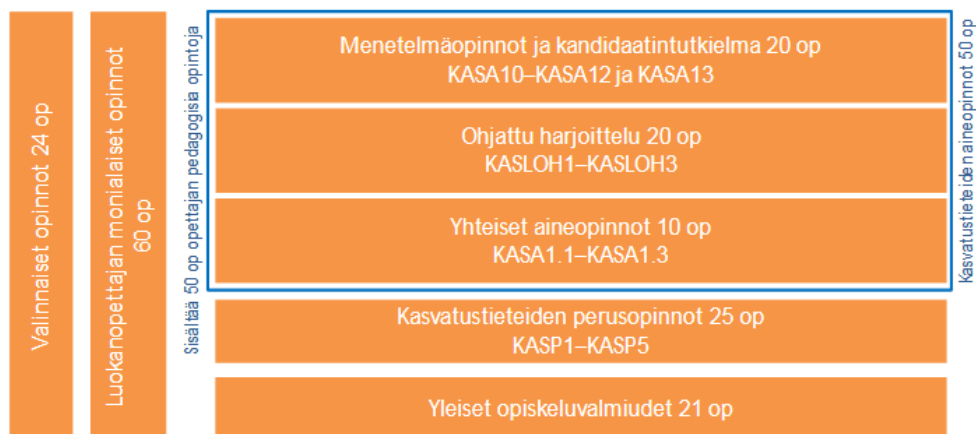 Valinnaiset opinnot 24 op
Luokanopettajan monialaiset opinnot
60 op
Sisältää 50 op opettajan pedagogisia opintoja
Menetelmäopinnot ja kandidaatintutkielma 20 op
KASA10–KASA12 ja KASA13
Ohjattu harjoittelu 20 op
KASLOH1–KASLOH3
Yhteiset aineopinnot 10 op
KASA1.1–KASA1.3
Kasvatustieteiden perusopinnot 25 op
KASP1–KASP5
Yleiset opiskeluvalmiudet 21 op
Kasvatustieteiden aineopinnot 50 op